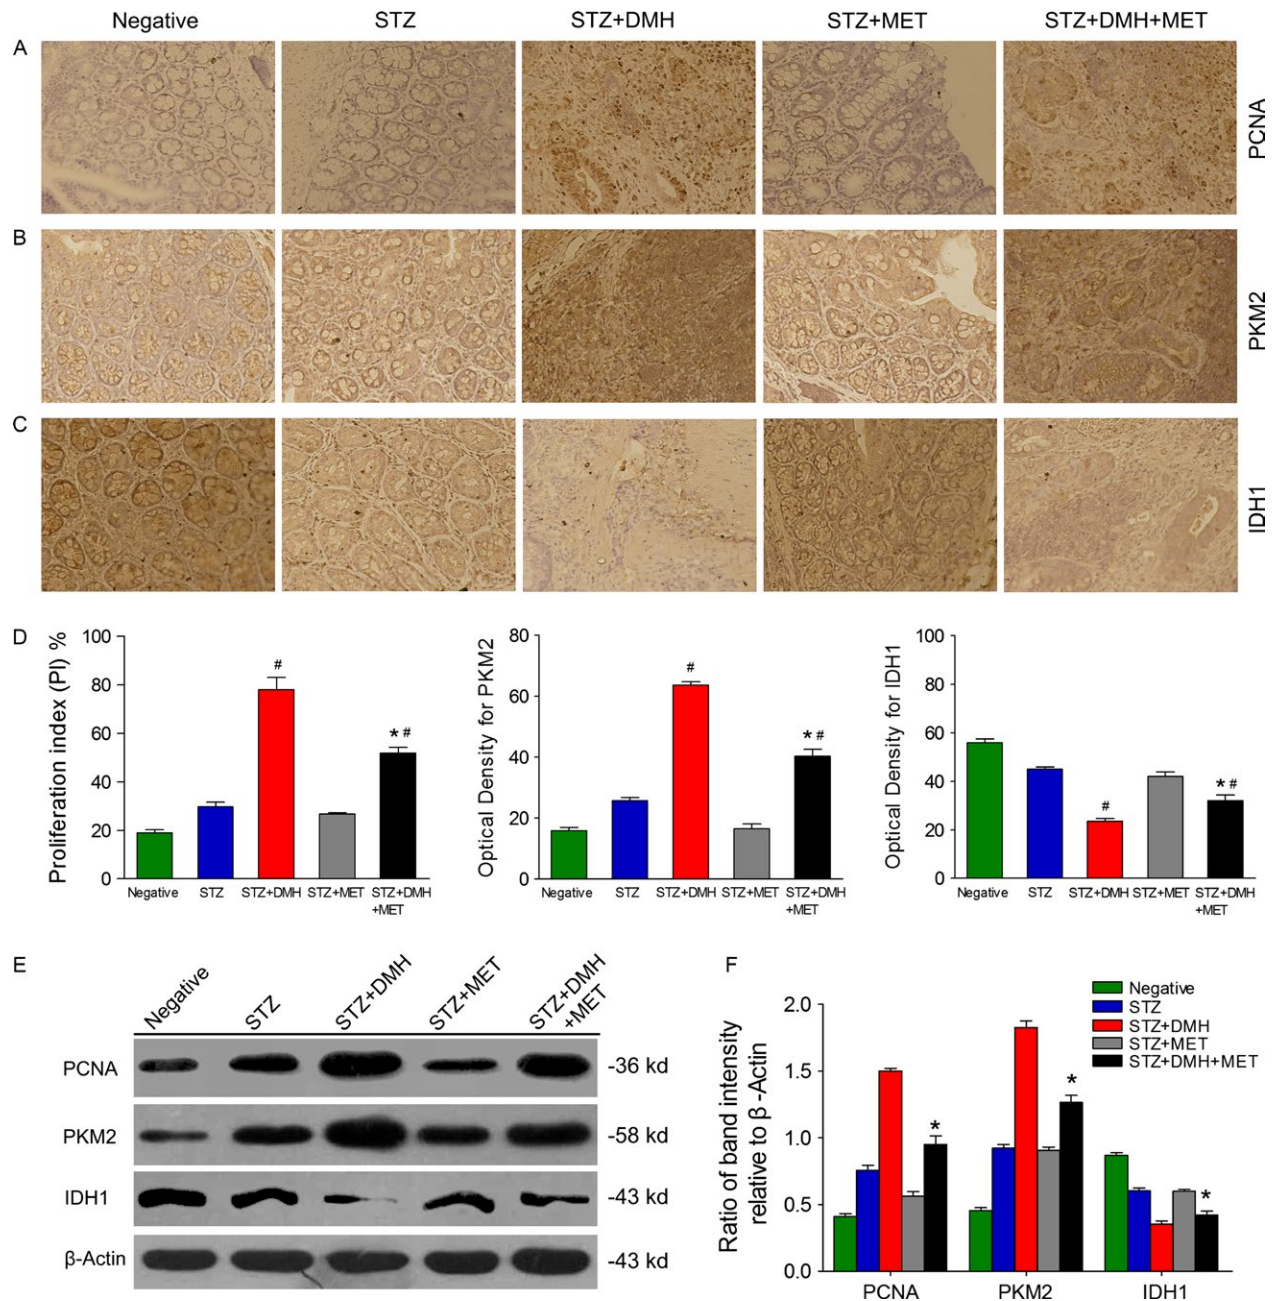 Negative STZ STZ+DMH STZ+MET STZ+DMH+MET
A
PCNA
B
PKM2
C
IDH1
D
Proliferation index (PI) %
100
80
60
40
20
0
#
* #
Negative STZ STZ+DMH STZ+MET STZ+DMH
+MET
Optical Density for PKM2
80
60
40
20
0
#
* #
Negative STZ STZ+DMH STZ+MET STZ+DMH
+MET
Optical Density for IDH1
100
80
60
40
20
0
#
* #
Negative STZ STZ+DMH STZ+MET STZ+DMH
+MET
E
Negative STZ STZ+DMH STZ+MET STZ+DMH
+MET
PCNA -36 kd
PKM2 -58 kd
IDH1 -43 kd
β-Actin -43 kd
F
Negative
STZ
STZ+DMH
STZ+MET
STZ+DMH+MET
Ratio of band intensity
relative to β -Actin
2.0
1.5
1.0
0.5
0.0
*
*
*
PCNA PKM2 IDH1